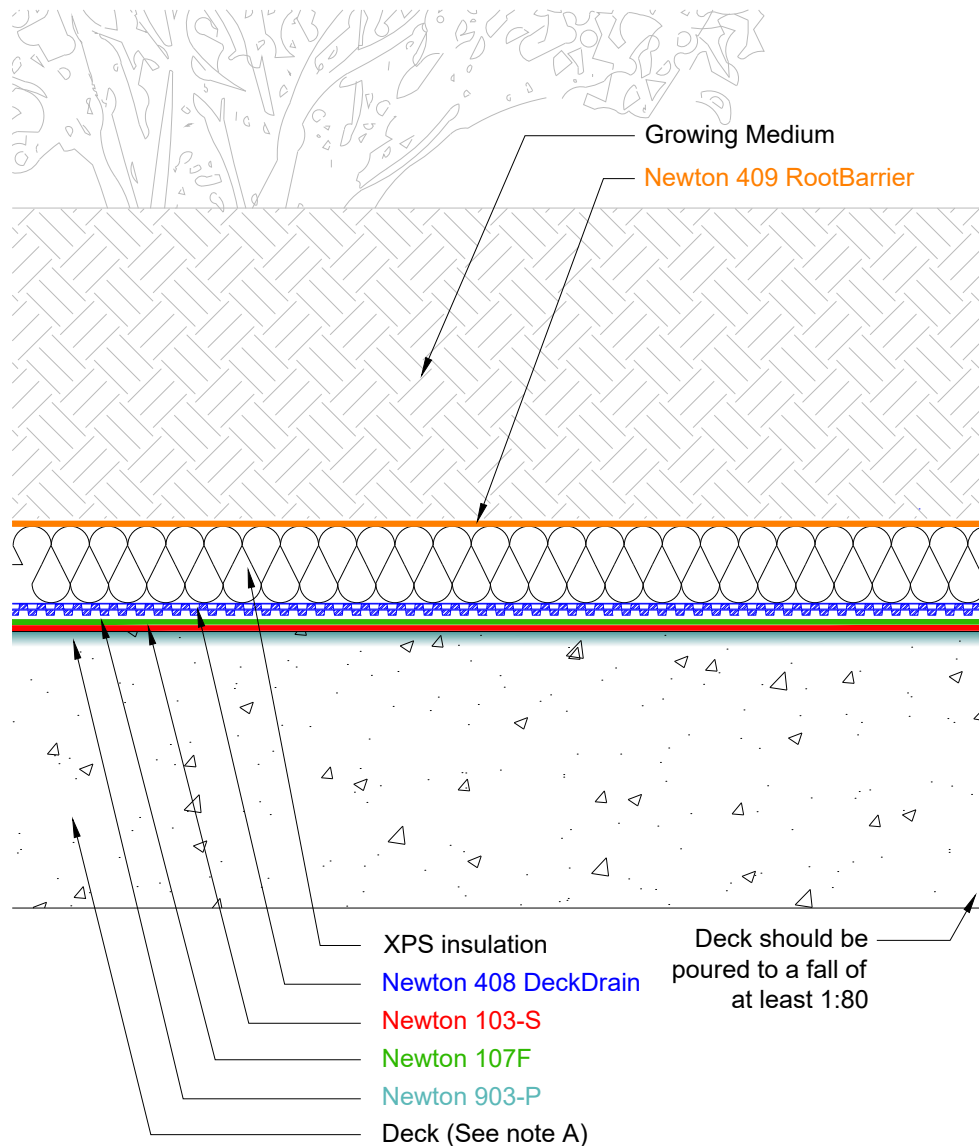 Growing Medium
Newton 409 RootBarrier
XPS insulation
Newton 408 DeckDrain
Newton 103-S
Newton 107F
Newton 903-P
Deck (See note A)
Deck should be
poured to a fall of
at least 1:80